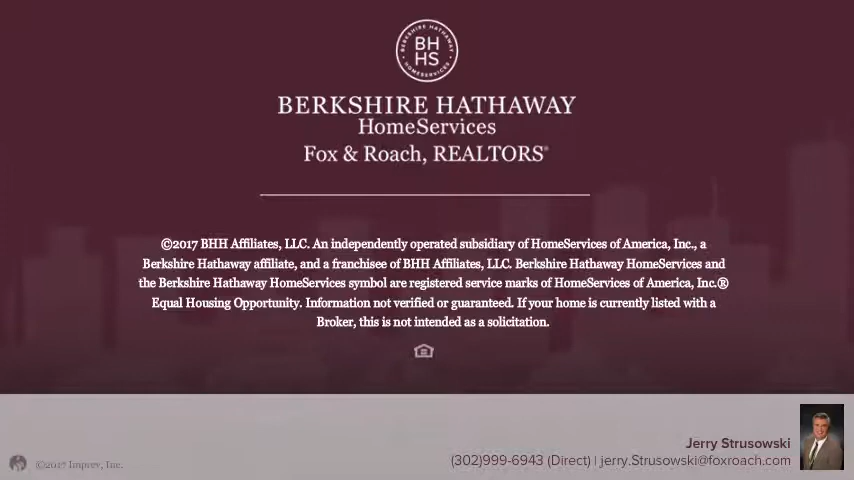 BERKSHIRE HATHAWAY
HOMESERVICES
BH
HS
BERKSHIRE HATHAWAY
HomeServices
Fox & Roach, REALTORS®
©2017 BHH Affiliates, LLC. An independently operated subsidiary of HomeServices of America, Inc., a
Berkshire Hathaway affiliate, and a franchisee of BHH Affiliates, LLC. Berkshire Hathaway HomeServices and
the Berkshire Hathaway HomeServices symbol are registered service marks of HomeServices of America, Inc.®
Equal Housing Opportunity. Information not verified or guaranteed. If your home is currently listed with a
Broker, this is not intended as a solicitation.
Jerry Strusowski
(302)999-6943 (Direct) | jerry.Strusowski@foxroach.com
©2017 Imprev, Inc.